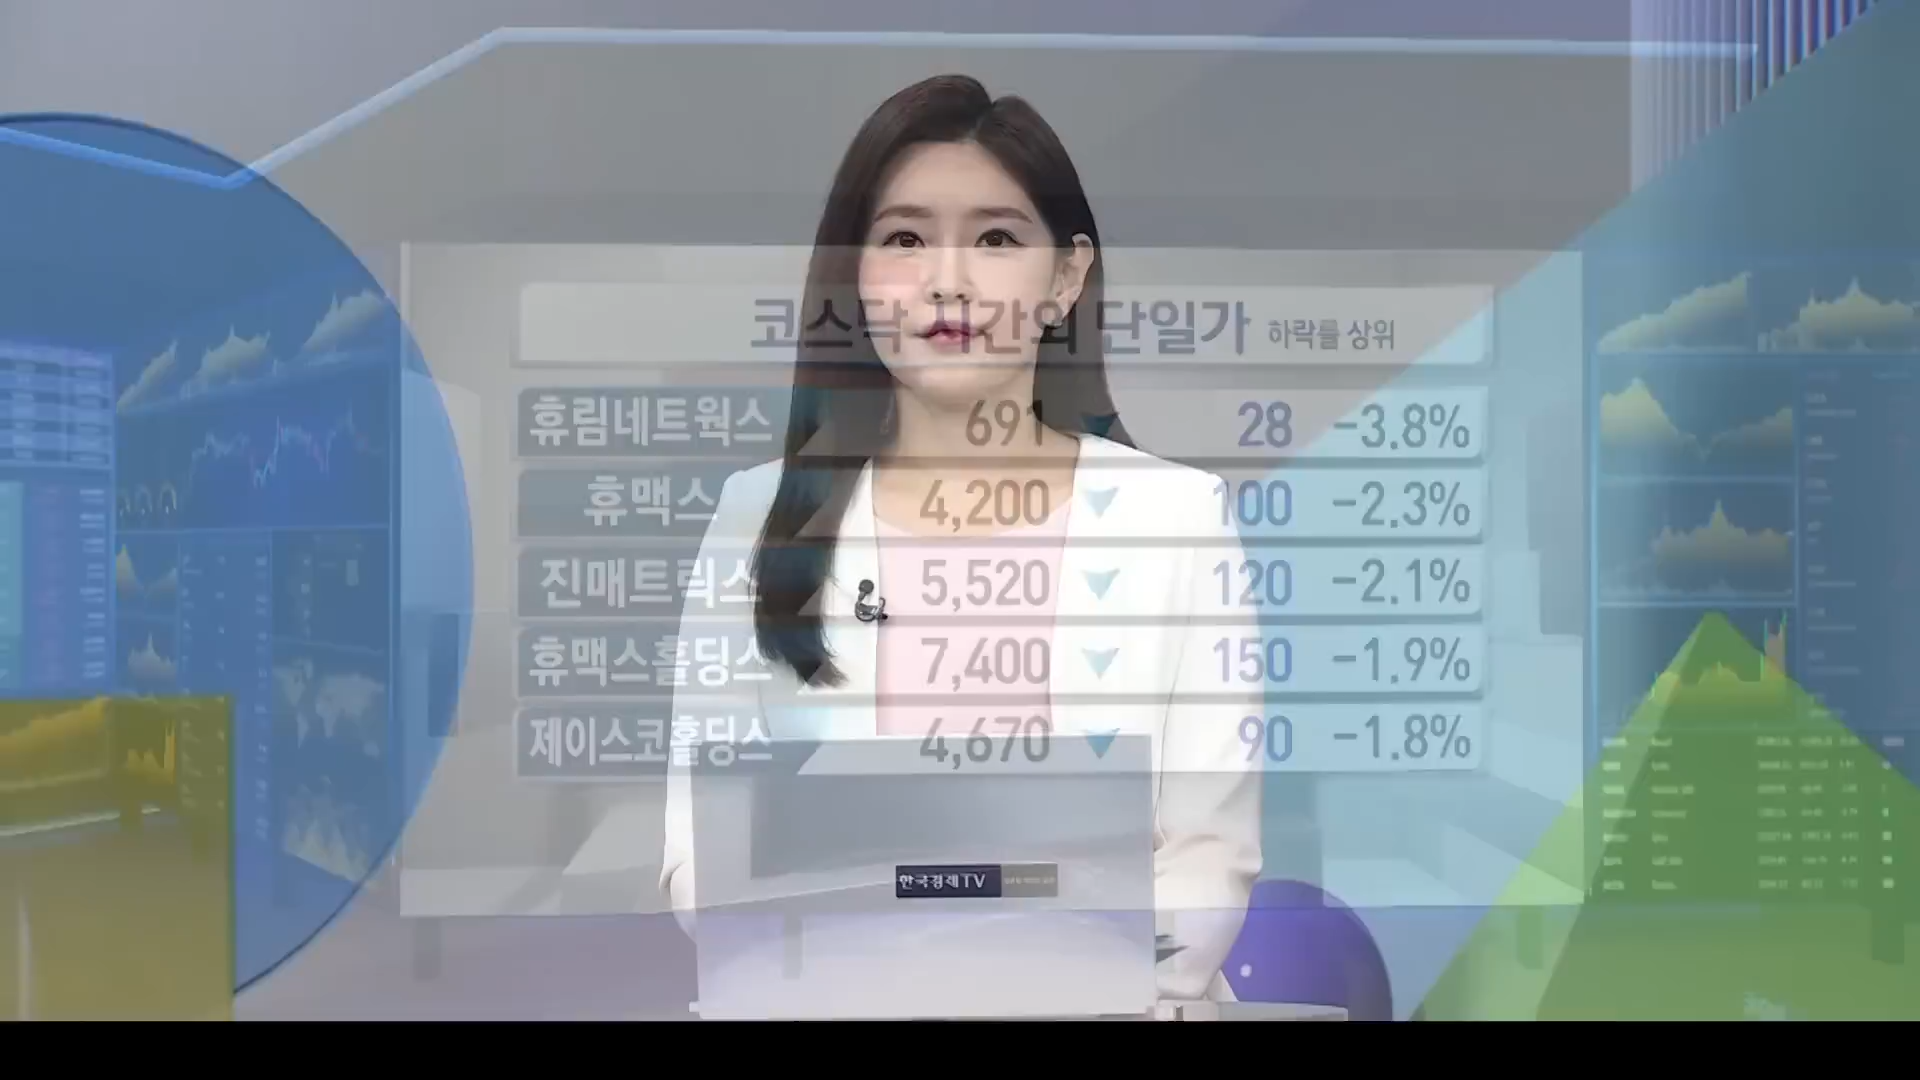 코스닥 시간외 단일가 하락률 상위
휴림네트웍스 691 ▼ 28 -3.8%
휴맥스 4,200 ▼ 100 -2.3%
진매트릭스 5,520 ▼ 120 -2.1%
휴맥스홀딩스 7,400 ▼ 150 -1.9%
제이스코홀딩스 4,670 ▼ 90 -1.8%
한국경제TV